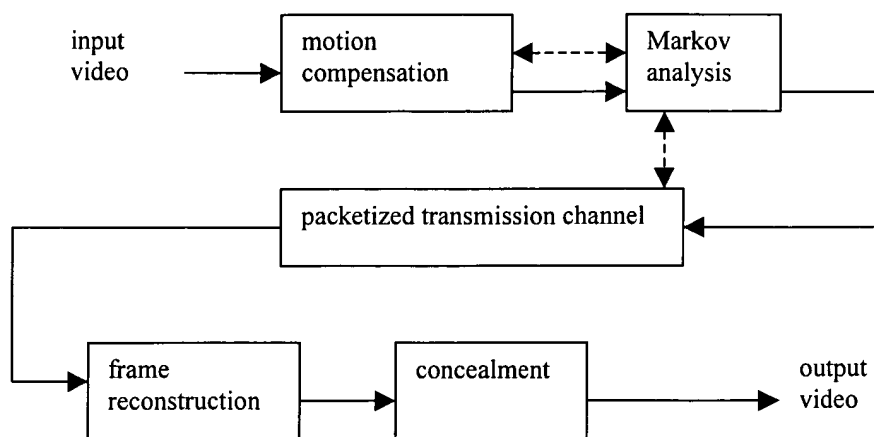 input
video
motion
compensation
Markov
analysis
packetized transmission channel
frame
reconstruction
concealment
output
video